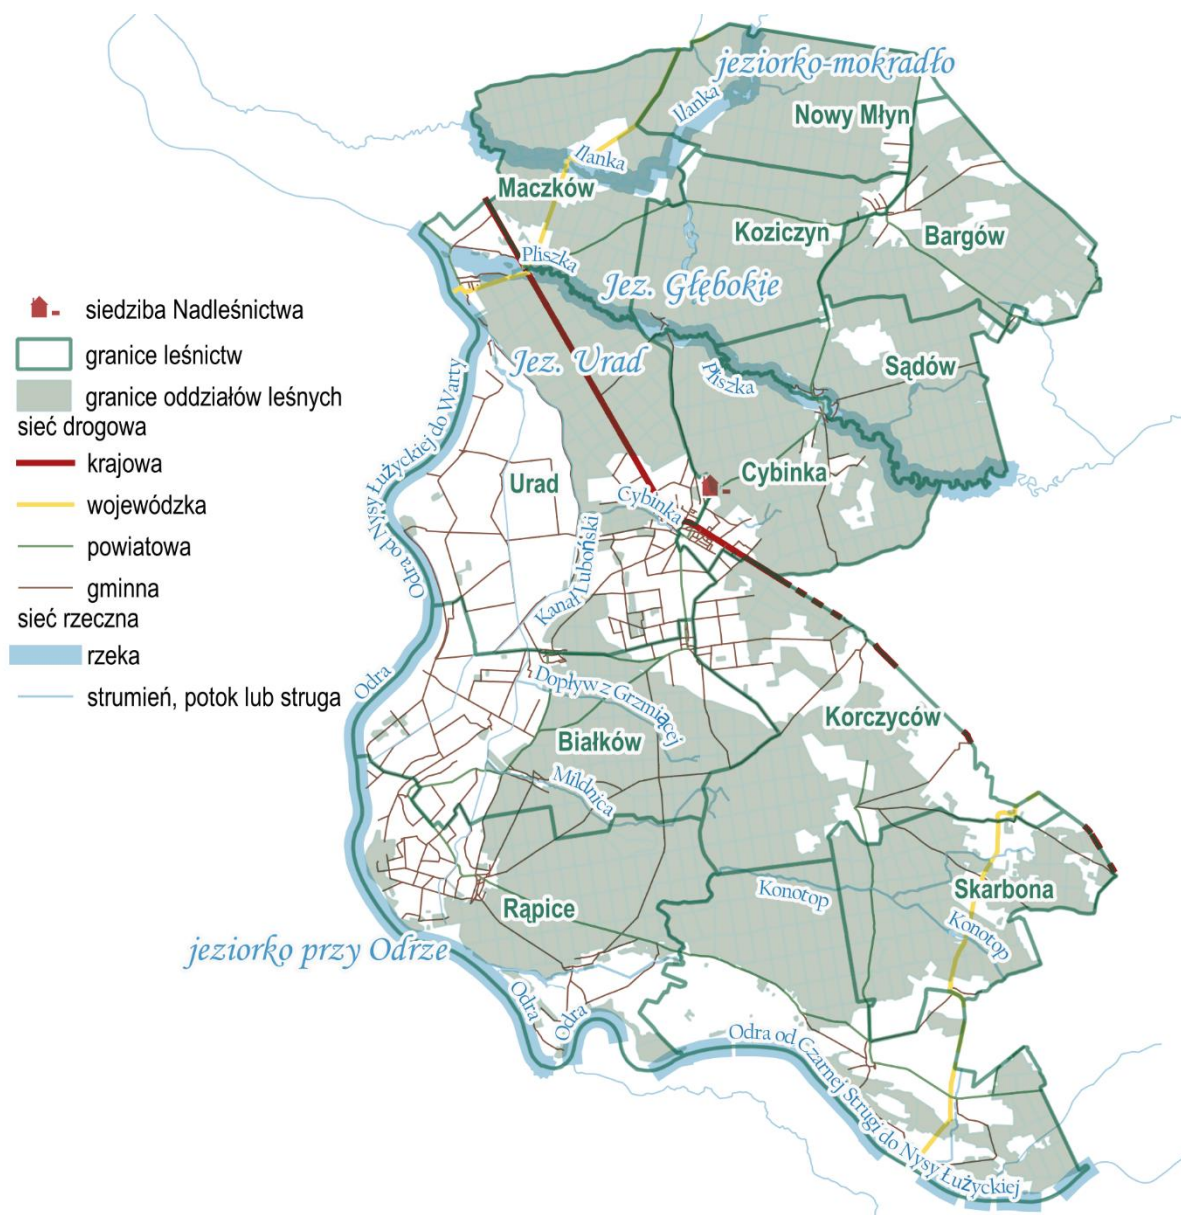 jeziorko-mokradło
Iłanka
Nowy Młyn
Iłanka
Maczków
Koziczyn
Bargów
Pliszka
Jez. Głębokie
siedziba Nadleśnictwa
granice leśnictw
Jez. Urad
Sądów
Pliszka
granice oddziałów leśnych
sieć drogowa
krajowa
wojewódzka
powiatowa
gminna
sieć rzeczna
rzeka
strumień, potok lub struga
Odra od Nysy Łużyckiej do Warty
Urad
Cybinka
Cybinka
Kanał Luboński
Odra
Dopływ z Grzmiącej
Białków
Korczyców
Mildnica
Rąpice
Konotop
Skarbona
Konotop
jeziorko przy Odrze
Odra
Odra
Odra od Czarnej Strugi do Nysy Łużyckiej